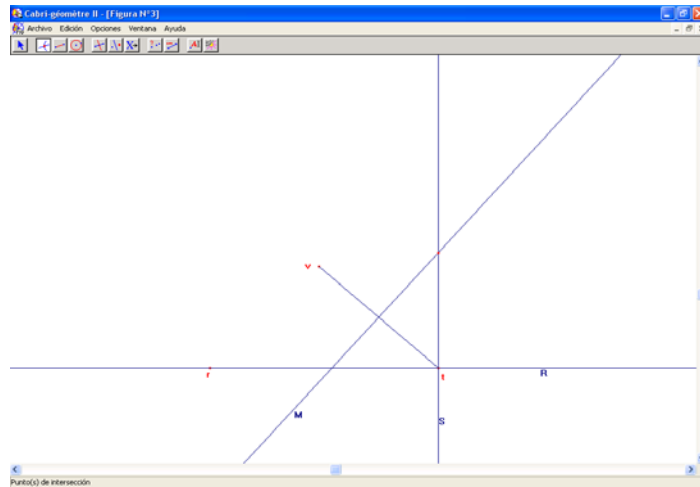 Cabri-géomètre II - [Figura N°3]
Archivo Edición Opciones Ventana Ayuda
v
r
t
R
M
S
Punto(s) de intersección